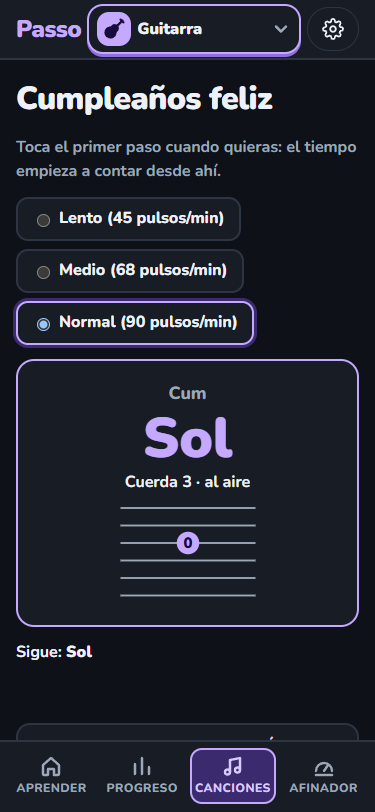 Passo
Guitarra
Cumpleaños feliz
Toca el primer paso cuando quieras: el tiempo
empieza a contar desde ahí.
Lento (45 pulsos/min)
Medio (68 pulsos/min)
Normal (90 pulsos/min)
Cum
Sol
Cuerda 3 · al aire
0
Sigue: Sol
APRENDER
PROGRESO
CANCIONES
AFINADOR